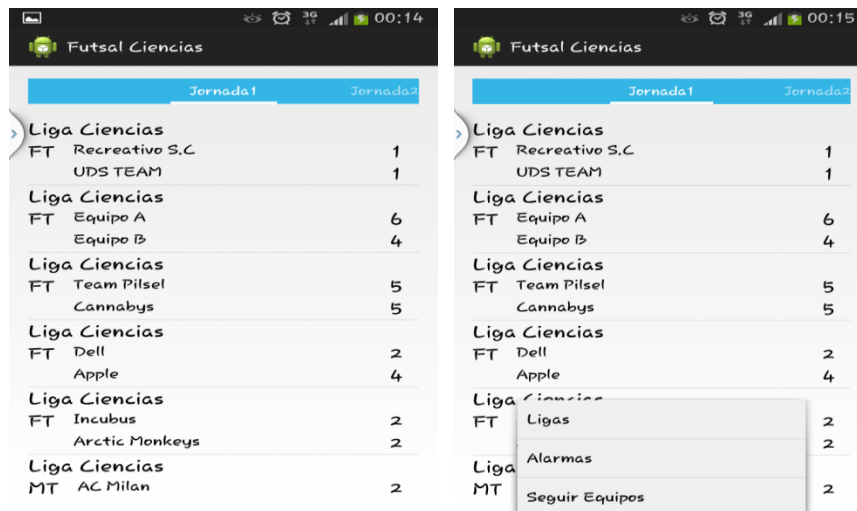 3G 00:14
Futsal Ciencias
Jornada1 Jornada2
Liga Ciencias
FT Recreativo S.C 1
UDS TEAM 1
Liga Ciencias
FT Equipo A 6
Equipo B 4
Liga Ciencias
FT Team Pilsel 5
Cannabys 5
Liga Ciencias
FT Dell 2
Apple 4
Liga Ciencias
FT Incubus 2
Arctic Monkeys 2
Liga Ciencias
MT AC Milan 2
3G 00:15
Futsal Ciencias
Jornada1 Jornada2
Liga Ciencias
FT Recreativo S.C 1
UDS TEAM 1
Liga Ciencias
FT Equipo A 6
Equipo B 4
Liga Ciencias
FT Team Pilsel 5
Cannabys 5
Liga Ciencias
FT Dell 2
Apple 4
Liga Ciencias
FT 2
2
Liga
MT 2
Ligas
Alarmas
Seguir Equipos